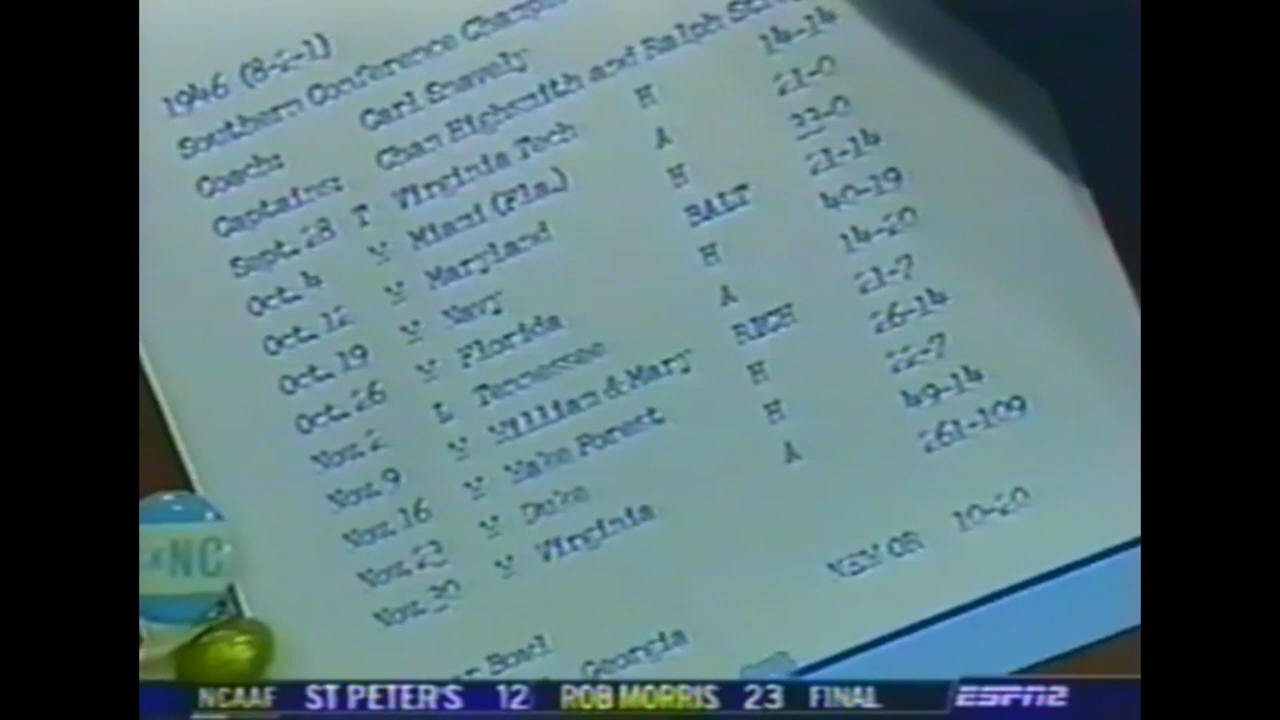 1946 (8-2-1)
Southern Conference
Coach: Carl Snavely
Captains: Chan Highsmith and Ralph
Sept. 28 T Virginia Tech H 14-14
Oct. 4 W Miami (Fla.) A 21-0
Oct. 12 W Maryland H 33-0
Oct. 19 W Navy BALT 21-14
Oct. 26 W Florida H 40-19
Nov. 2 L Tennessee A 14-20
Nov. 9 W William & Mary RICH 21-7
Nov. 16 W Wake Forest H 26-14
Nov. 23 W Duke H 22-7
Nov. 30 W Virginia A 49-14
261-109
Bowl
Georgia NEW OR 10-20
NC
NCAAF ST PETER'S 12 ROB MORRIS 23 FINAL ESPN2